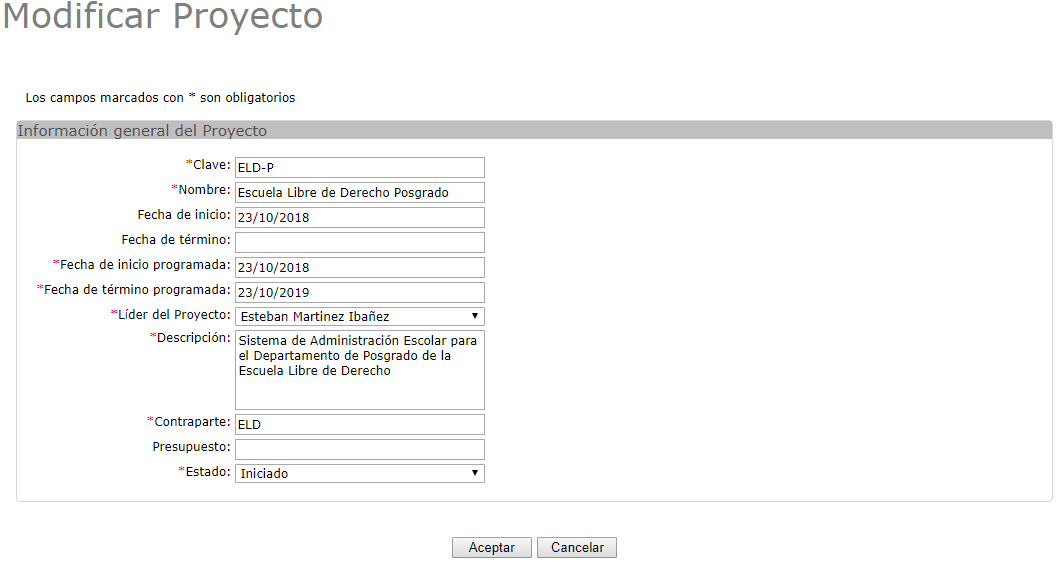 Modificar Proyecto
Los campos marcados con * son obligatorios
Información general del Proyecto
*Clave: ELD-P
*Nombre: Escuela Libre de Derecho Posgrado
Fecha de inicio: 23/10/2018
Fecha de término:
*Fecha de inicio programada: 23/10/2018
*Fecha de término programada: 23/10/2019
*Líder del Proyecto: Esteban Martinez Ibañez
*Descripción: Sistema de Administración Escolar para
el Departamento de Posgrado de la
Escuela Libre de Derecho
*Contraparte: ELD
Presupuesto:
*Estado: Iniciado
Aceptar Cancelar